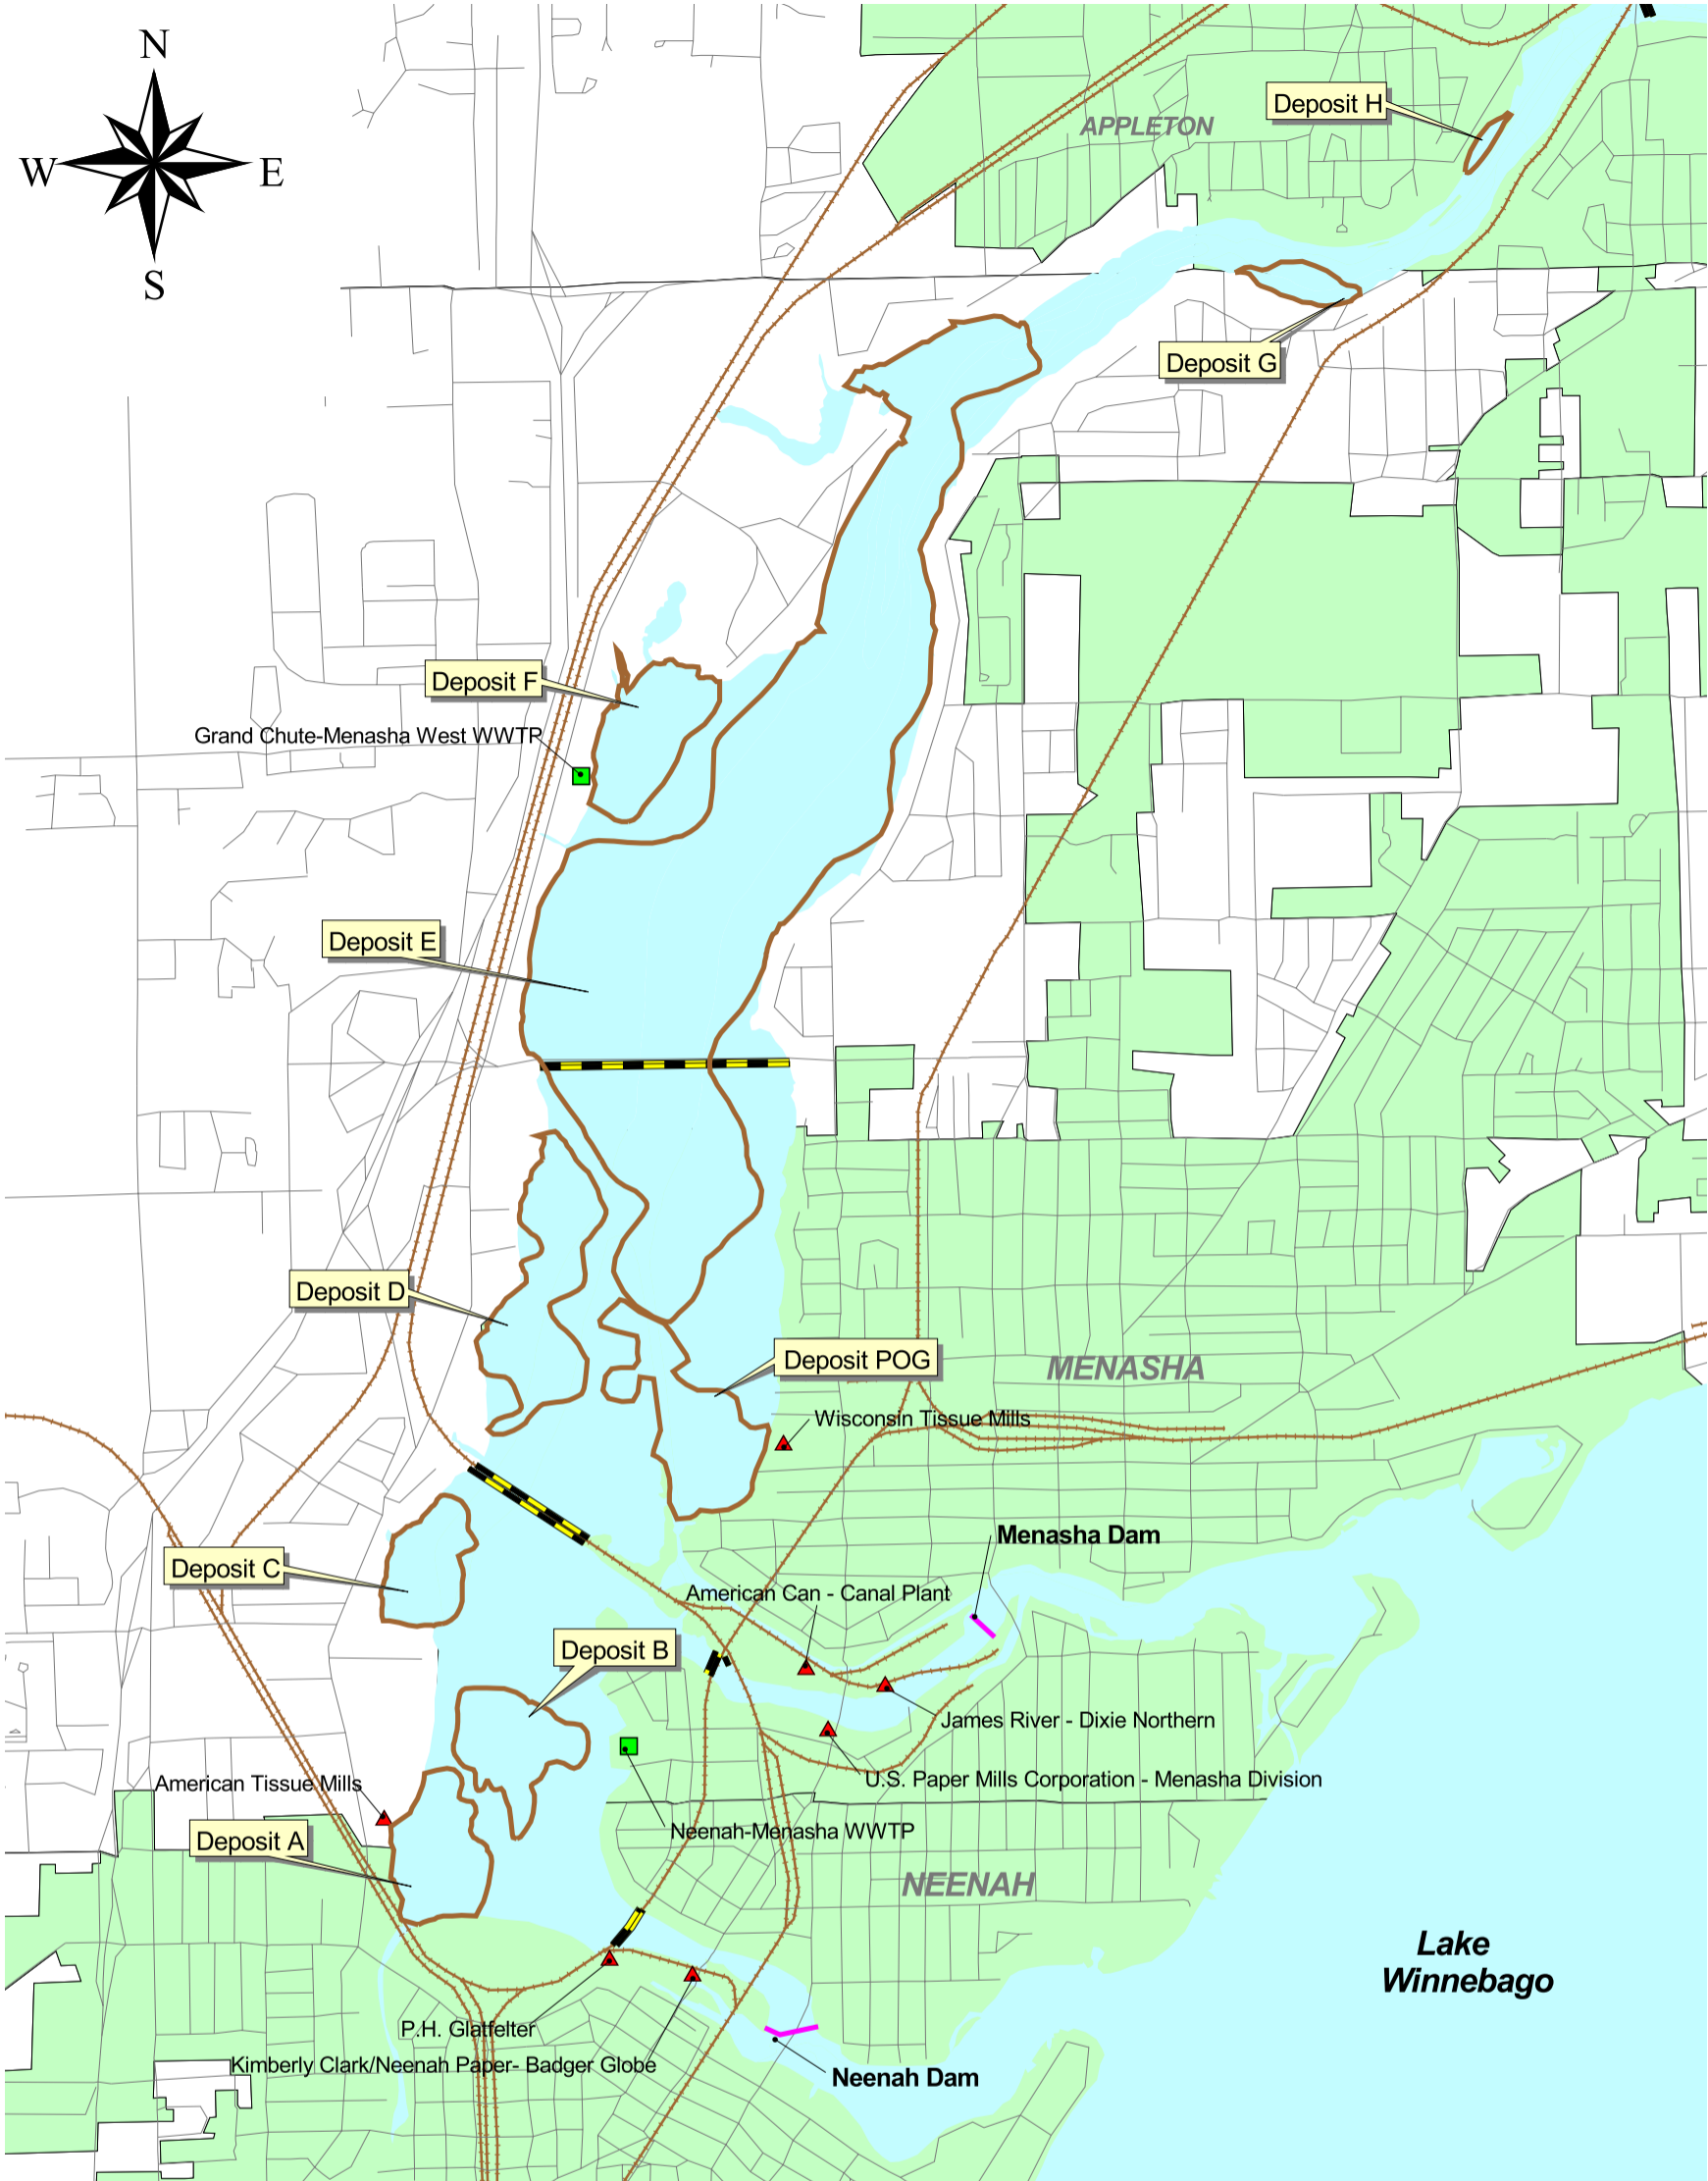 N
Deposit H
APPLETON
W
E
S
Deposit G
Deposit F
Grand Chute-Menasha West WWTP
Deposit E
Deposit D
Deposit POG
MENASHA
Wisconsin Tissue Mills
Menasha Dam
Deposit C
American Can - Canal Plant
Deposit B
James River - Dixie Northern
U.S. Paper Mills Corporation - Menasha Division
American Tissue Mills
Neenah-Menasha WWTP
Deposit A
NEENAH
Lake
Winnebago
P.H. Glatfelter
Kimberly Clark/Neenah Paper- Badger Globe
Neenah Dam